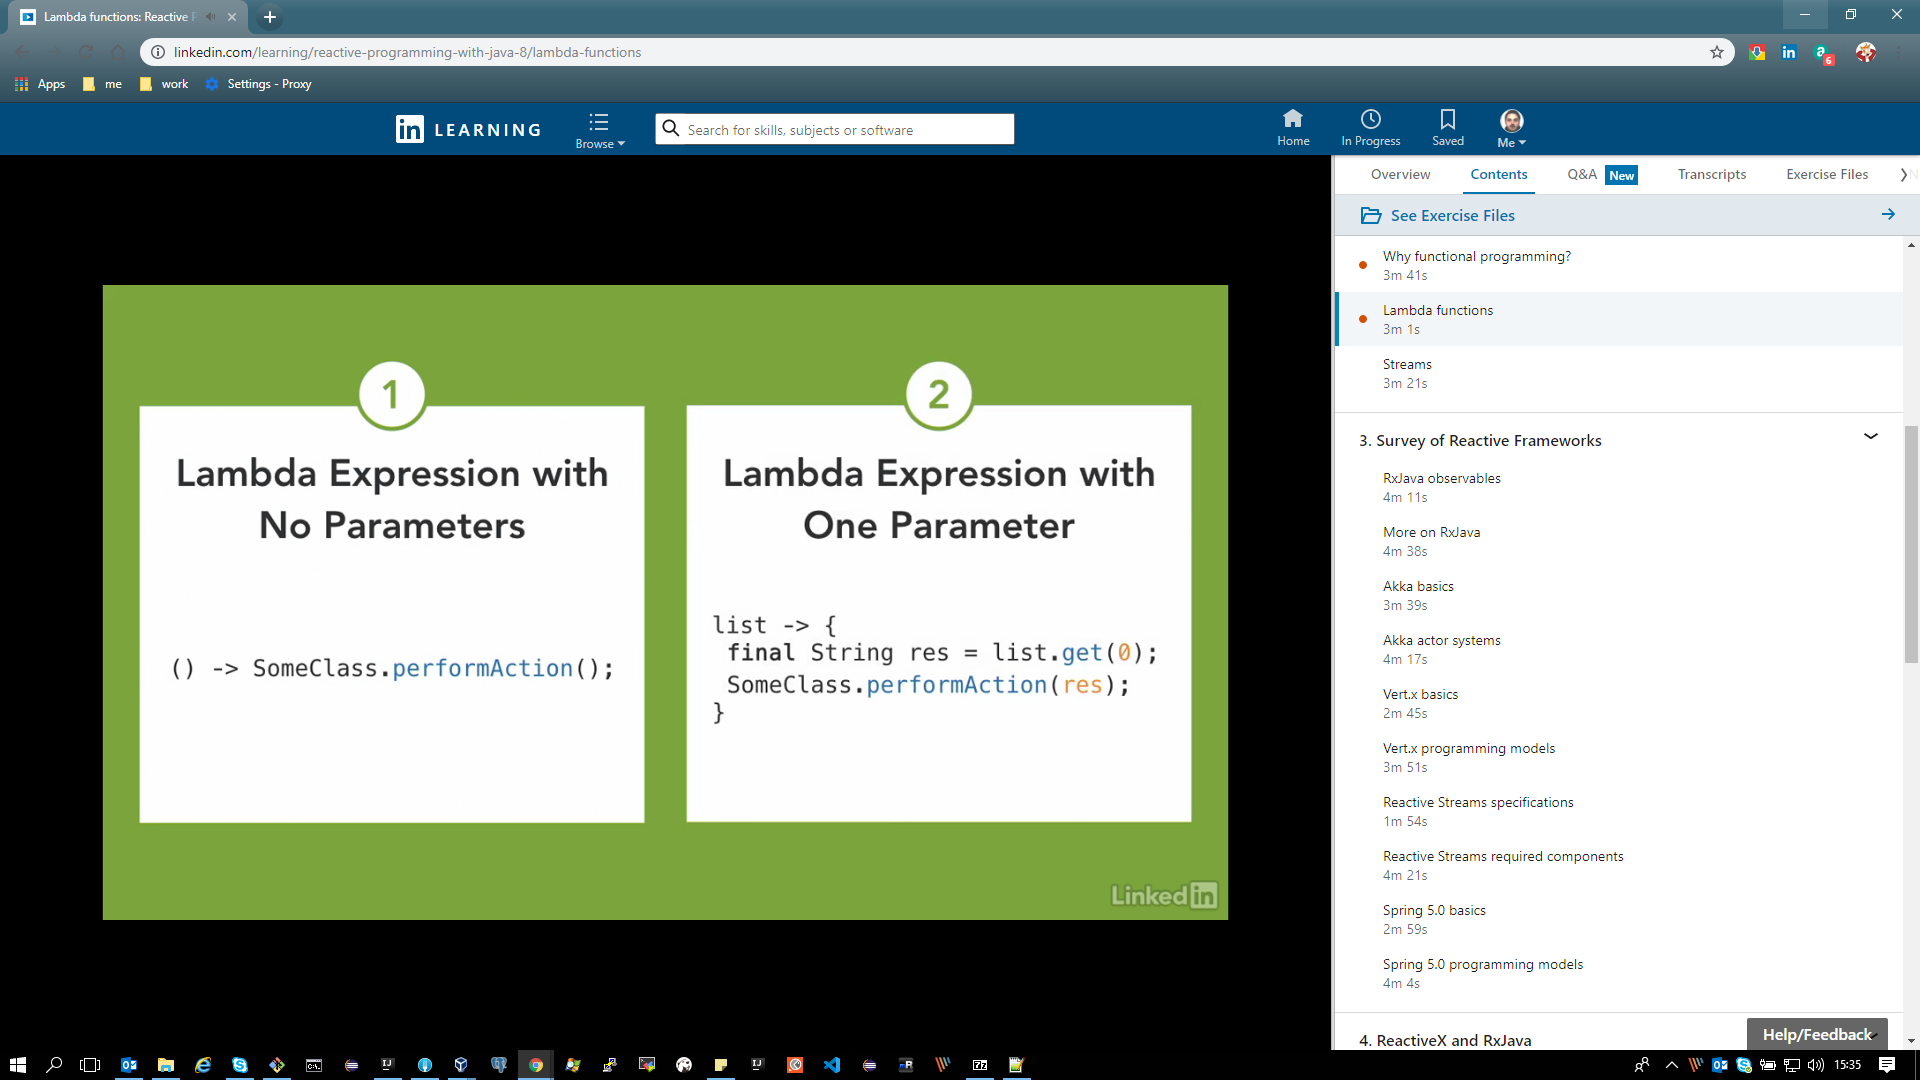 Lambda functions: Reactive P
linkedin.com/learning/reactive-programming-with-java-8/lambda-functions
6
Apps
me
work
Settings - Proxy
in LEARNING
Browse
Search for skills, subjects or software
Home
In Progress
Saved
Me
Overview
Contents
Q&A New
Transcripts
Exercise Files
See Exercise Files
1
Lambda Expression with
No Parameters
() -> SomeClass.performAction();
2
Lambda Expression with
One Parameter
list -> {
final String res = list.get(0);
SomeClass.performAction(res);
}
Linked in
Why functional programming?
3m 41s
Lambda functions
3m 1s
Streams
3m 21s
3. Survey of Reactive Frameworks
RxJava observables
4m 11s
More on RxJava
4m 38s
Akka basics
3m 39s
Akka actor systems
4m 17s
Vert.x basics
2m 45s
Vert.x programming models
3m 51s
Reactive Streams specifications
1m 54s
Reactive Streams required components
4m 21s
Spring 5.0 basics
2m 59s
Spring 5.0 programming models
4m 4s
4. ReactiveX and RxJava
Help/Feedback
15:35